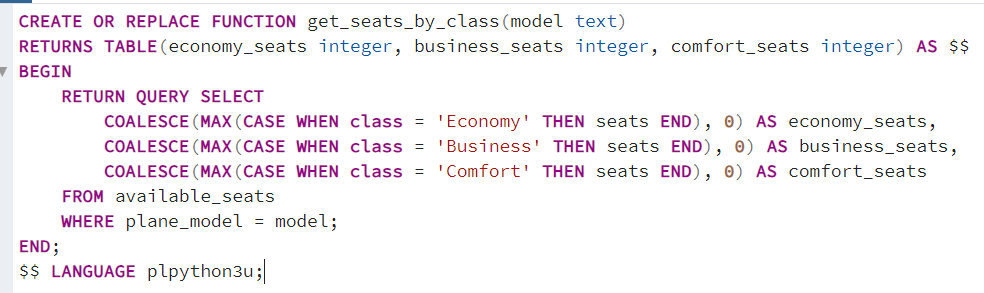 CREATE OR REPLACE FUNCTION get_seats_by_class(model text)
RETURNS TABLE(economy_seats integer, business_seats integer, comfort_seats integer) AS $$
BEGIN
    RETURN QUERY SELECT
        COALESCE(MAX(CASE WHEN class = 'Economy' THEN seats END), 0) AS economy_seats,
        COALESCE(MAX(CASE WHEN class = 'Business' THEN seats END), 0) AS business_seats,
        COALESCE(MAX(CASE WHEN class = 'Comfort' THEN seats END), 0) AS comfort_seats
    FROM available_seats
    WHERE plane_model = model;
END;
$$ LANGUAGE plpython3u;